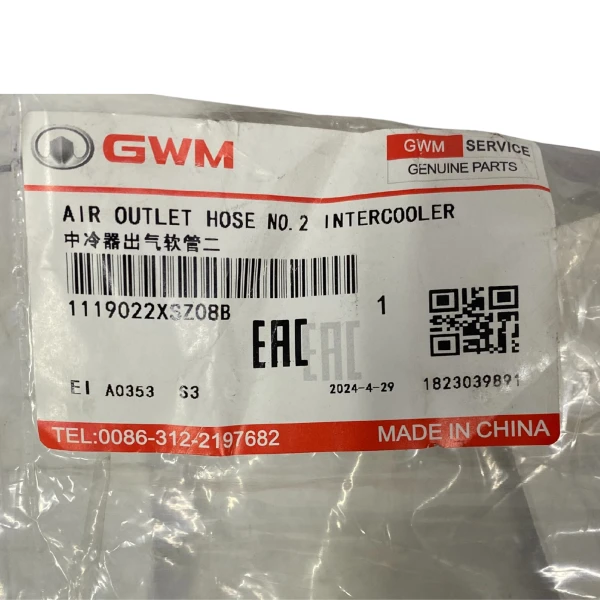 GWM
GWM SERVICE
GENUINE PARTS
AIR OUTLET HOSE NO.2 INTERCOOLER
中冷器出气软管二
1119022XSZ08B 1
EAC EAC
EI A0353 S3 2024-4-29 1823039891
TEL:0086-312-2197682 MADE IN CHINA